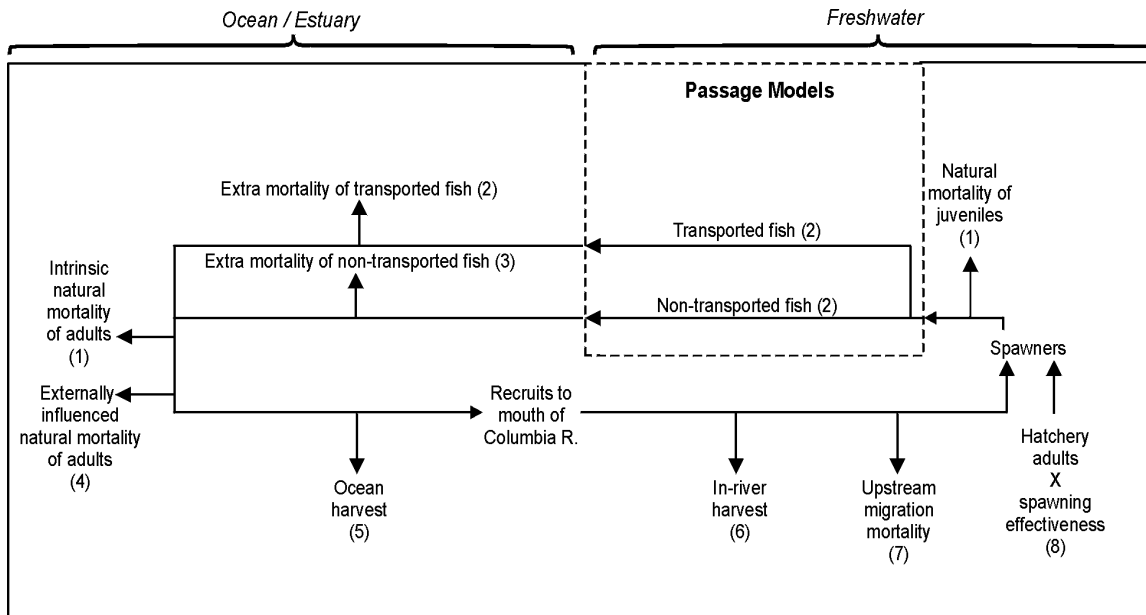 Ocean / Estuary
Freshwater
Passage Models
Natural
mortality of
juveniles
(1)
Extra mortality of transported fish (2)
Transported fish (2)
Extra mortality of non-transported fish (3)
Intrinsic
natural
mortality
of adults
(1)
Non-transported fish (2)
Spawners
Externally
influenced
natural mortality
of adults
(4)
Recruits to
mouth of
Columbia R.
Ocean
harvest
(5)
In-river
harvest
(6)
Upstream
migration
mortality
(7)
Hatchery
adults
X
spawning
effectiveness
(8)